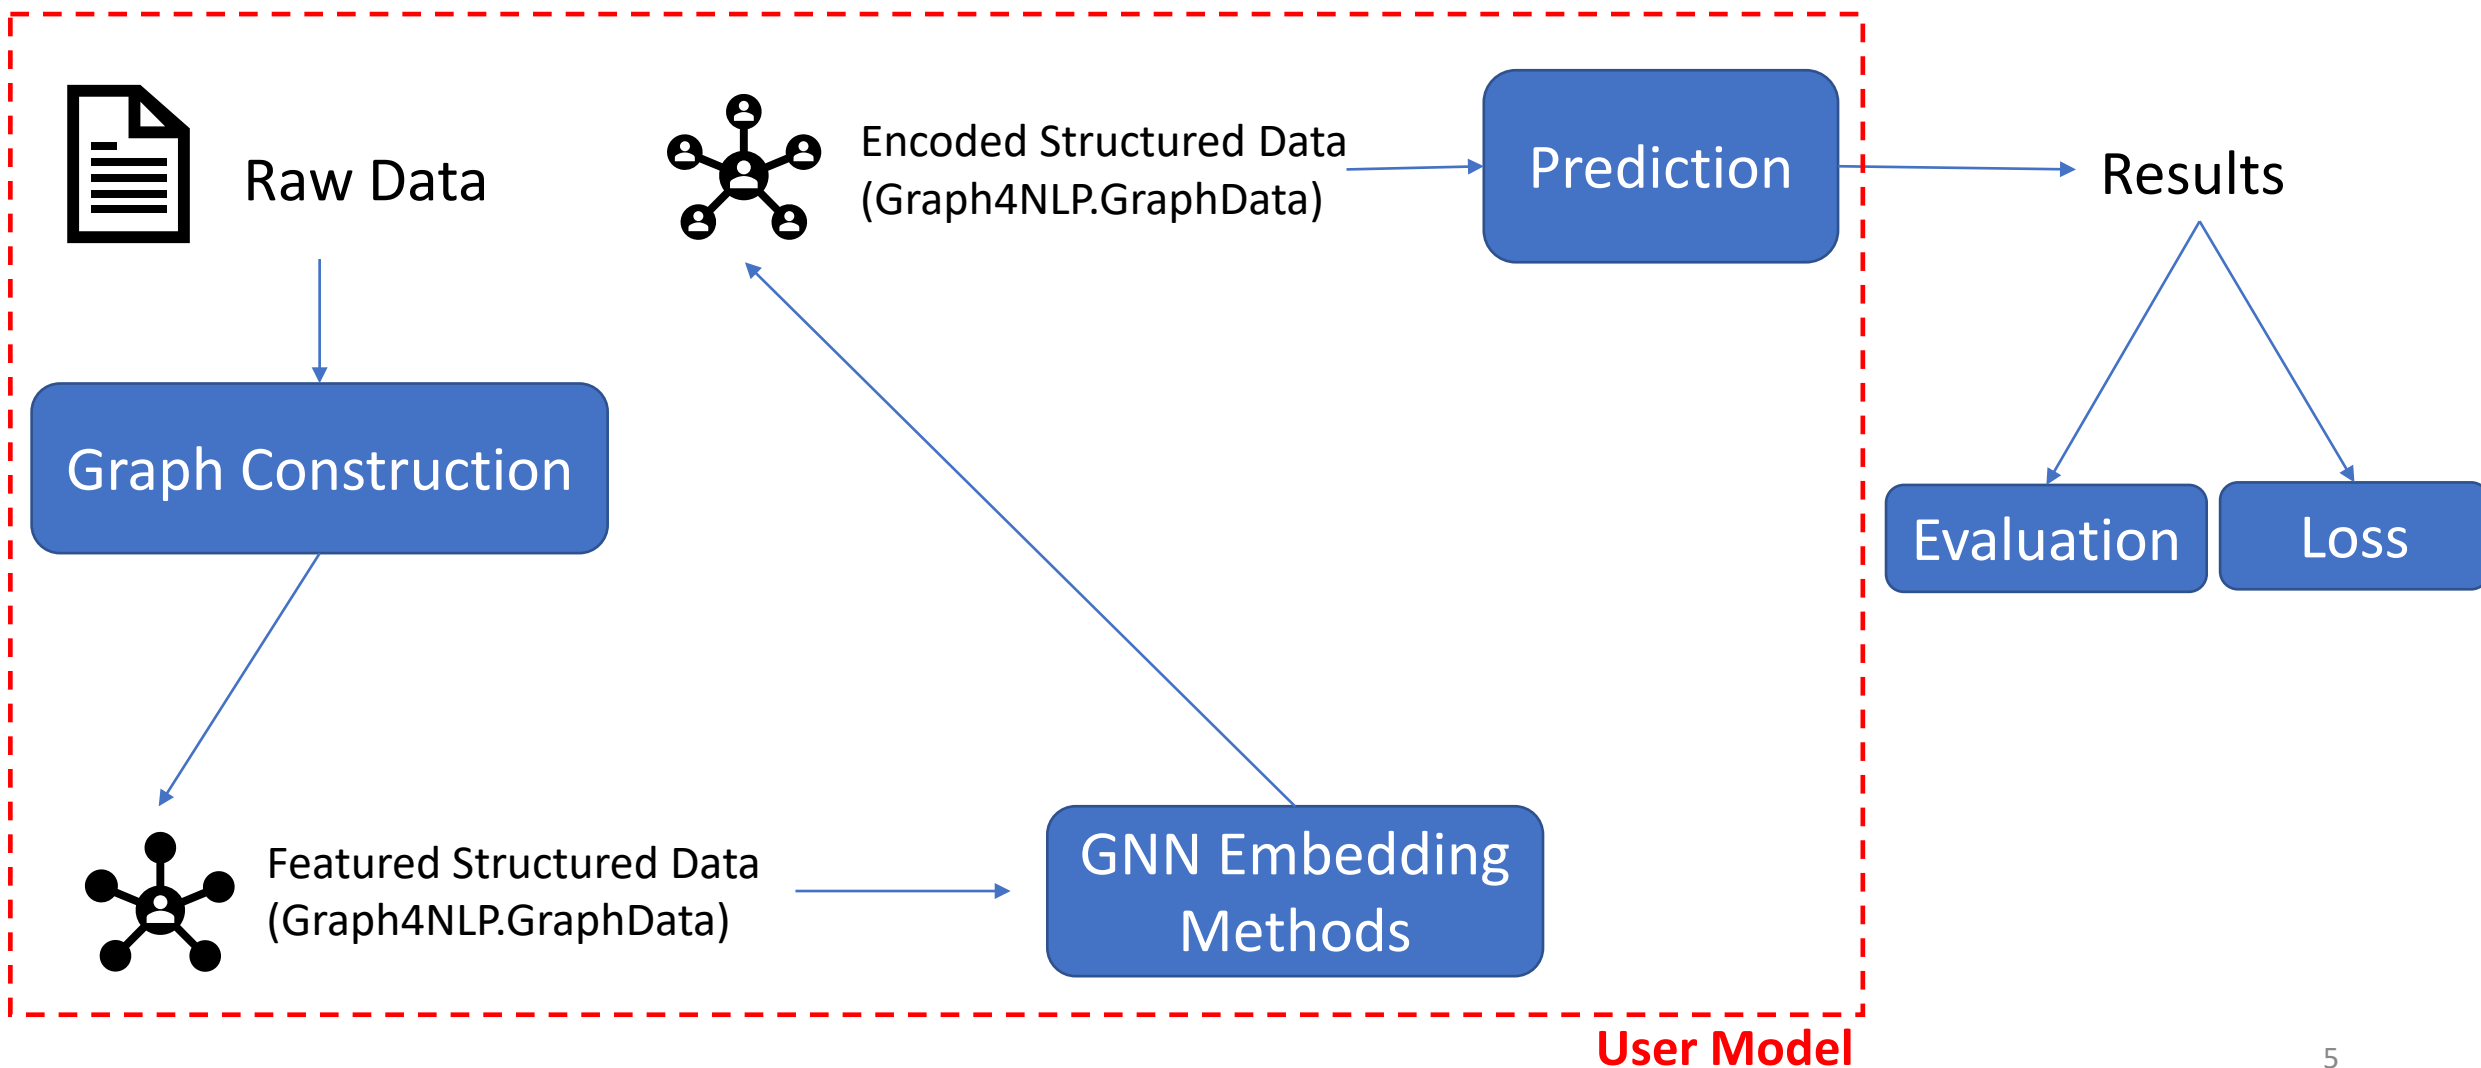 Raw Data
Encoded Structured Data
(Graph4NLP.GraphData)
Prediction
Results
Graph Construction
Evaluation
Loss
Featured Structured Data
(Graph4NLP.GraphData)
GNN Embedding
Methods
User Model
5